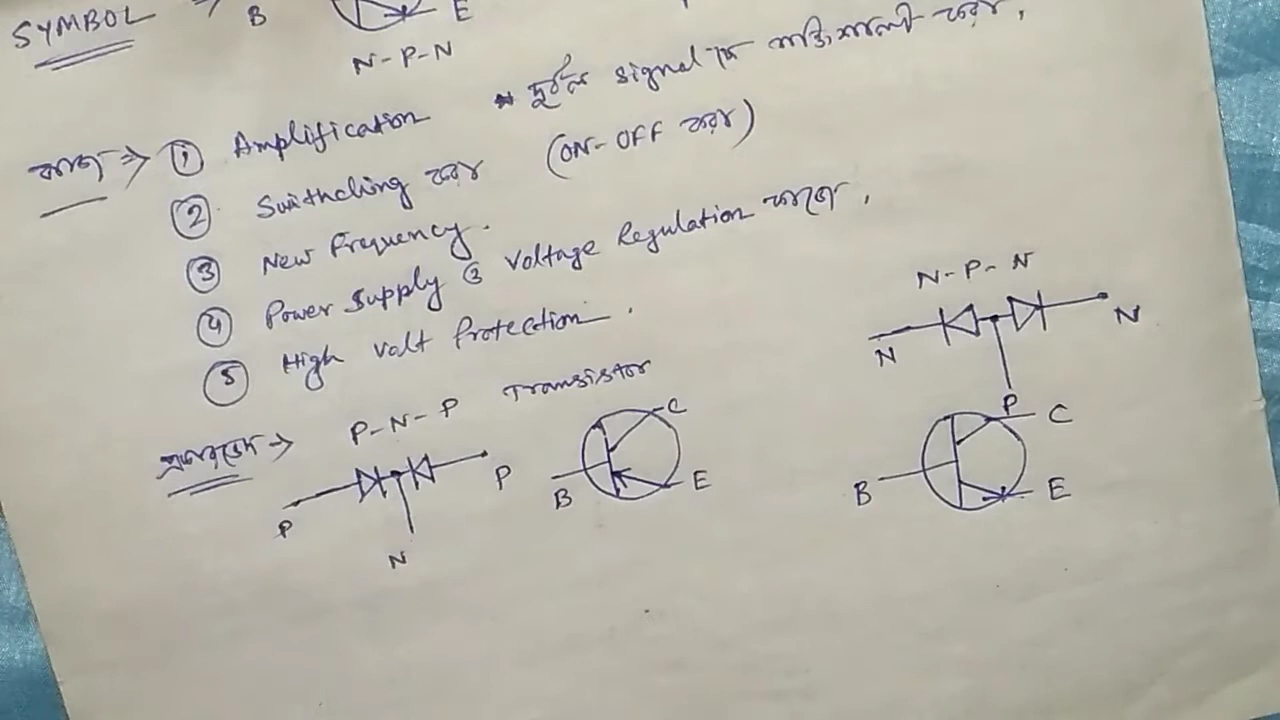 SYMBOL ⇒ B E
N-P-N
কাজ ⇒ ① Amplification * দুর্বল signal কে শক্তিশালী করে,
② Swithching করে (ON-OFF করে)
③ New Frequency.
④ Power Supply ও Voltage Regulation করে,
⑤ High Volt Protection.
প্রকারভেদ → P-N-P Transistor
P N P
B C E
N-P-N
N P N
B C E